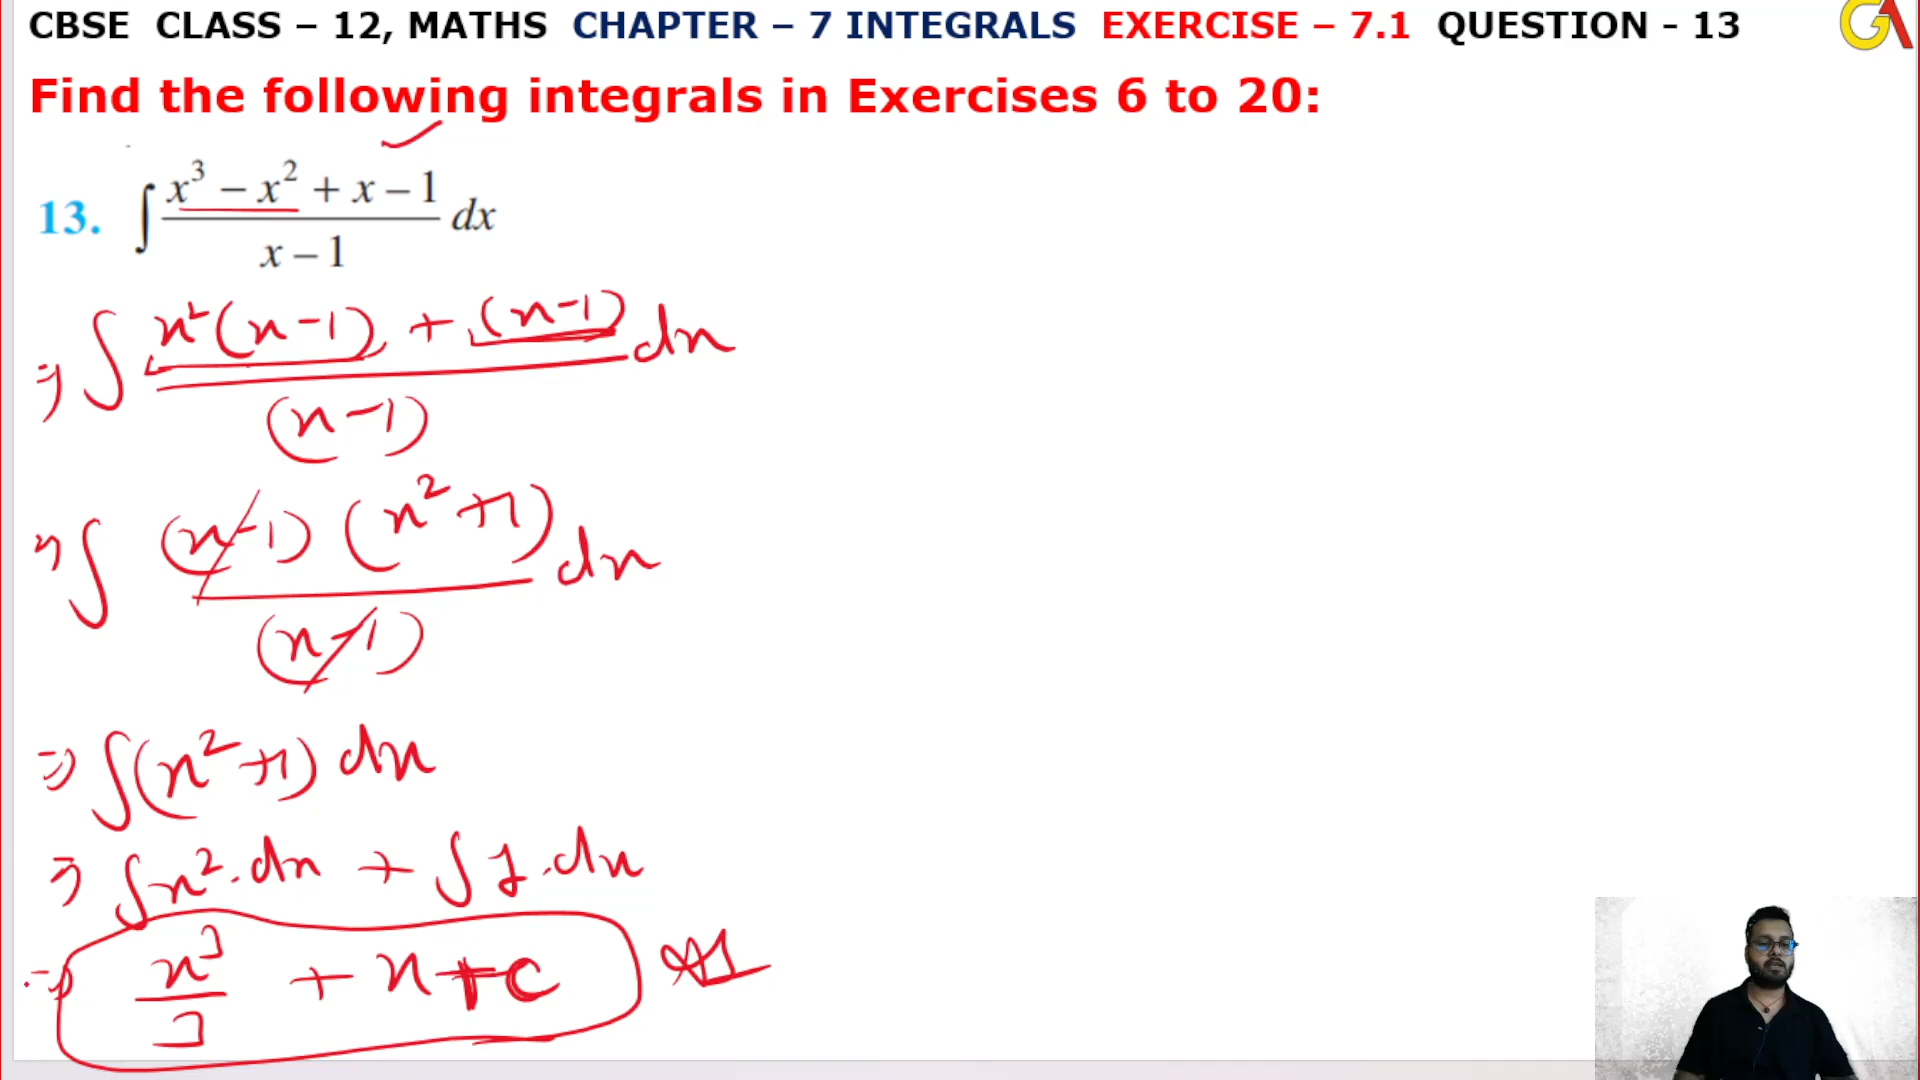 CBSE CLASS – 12, MATHS CHAPTER – 7 INTEGRALS EXERCISE – 7.1 QUESTION - 13
GA
Find the following integrals in Exercises 6 to 20:
13. ∫ (x³ – x² + x – 1)/(x – 1) dx
⇒ ∫ (x²(x-1) + (x-1))/(x-1) dx
⇒ ∫ ((x-1)(x²+1))/(x-1) dx
⇒ ∫(x²+1) dx
⇒ ∫x².dx + ∫1.dx
⇒ x³/3 + x + c